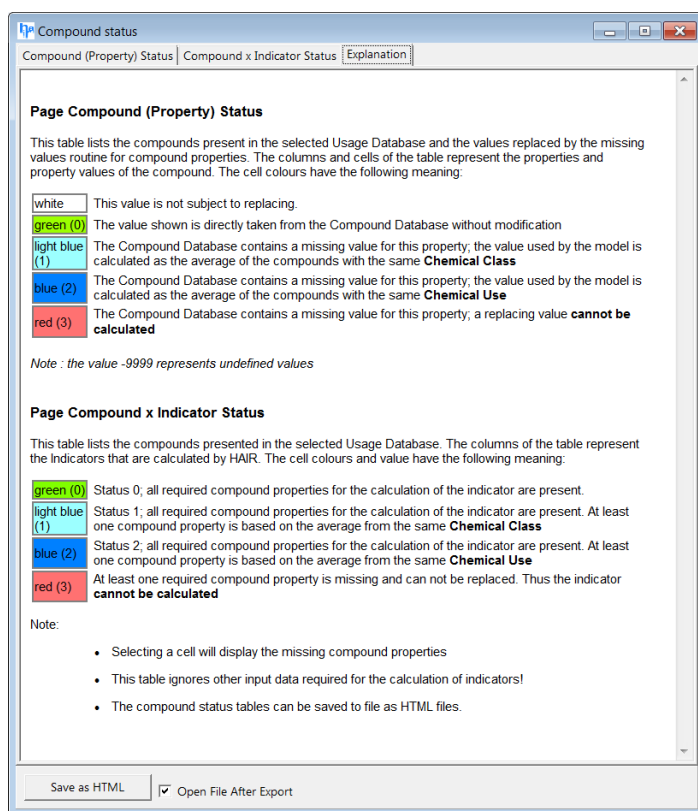 Compound status
Compound (Property) Status
Compound x Indicator Status
Explanation
Page Compound (Property) Status
This table lists the compounds present in the selected Usage Database and the values replaced by the missing
values routine for compound properties. The columns and cells of the table represent the properties and
property values of the compound. The cell colours have the following meaning:
white This value is not subject to replacing.
green (0) The value shown is directly taken from the Compound Database without modification
light blue The Compound Database contains a missing value for this property; the value used by the model is
(1) calculated as the average of the compounds with the same Chemical Class
blue (2) The Compound Database contains a missing value for this property; the value used by the model is
calculated as the average of the compounds with the same Chemical Use
red (3) The Compound Database contains a missing value for this property; a replacing value cannot be
calculated
Note : the value -9999 represents undefined values
Page Compound x Indicator Status
This table lists the compounds presented in the selected Usage Database. The columns of the table represent
the Indicators that are calculated by HAIR. The cell colours and value have the following meaning:
green (0) Status 0; all required compound properties for the calculation of the indicator are present.
light blue Status 1; all required compound properties for the calculation of the indicator are present. At least
(1) one compound property is based on the average from the same Chemical Class
blue (2) Status 2; all required compound properties for the calculation of the indicator are present. At least
one compound property is based on the average from the same Chemical Use
red (3) At least one required compound property is missing and can not be replaced. Thus the indicator
cannot be calculated
Note:
• Selecting a cell will display the missing compound properties
• This table ignores other input data required for the calculation of indicators!
• The compound status tables can be saved to file as HTML files.
Save as HTML
Open File After Export